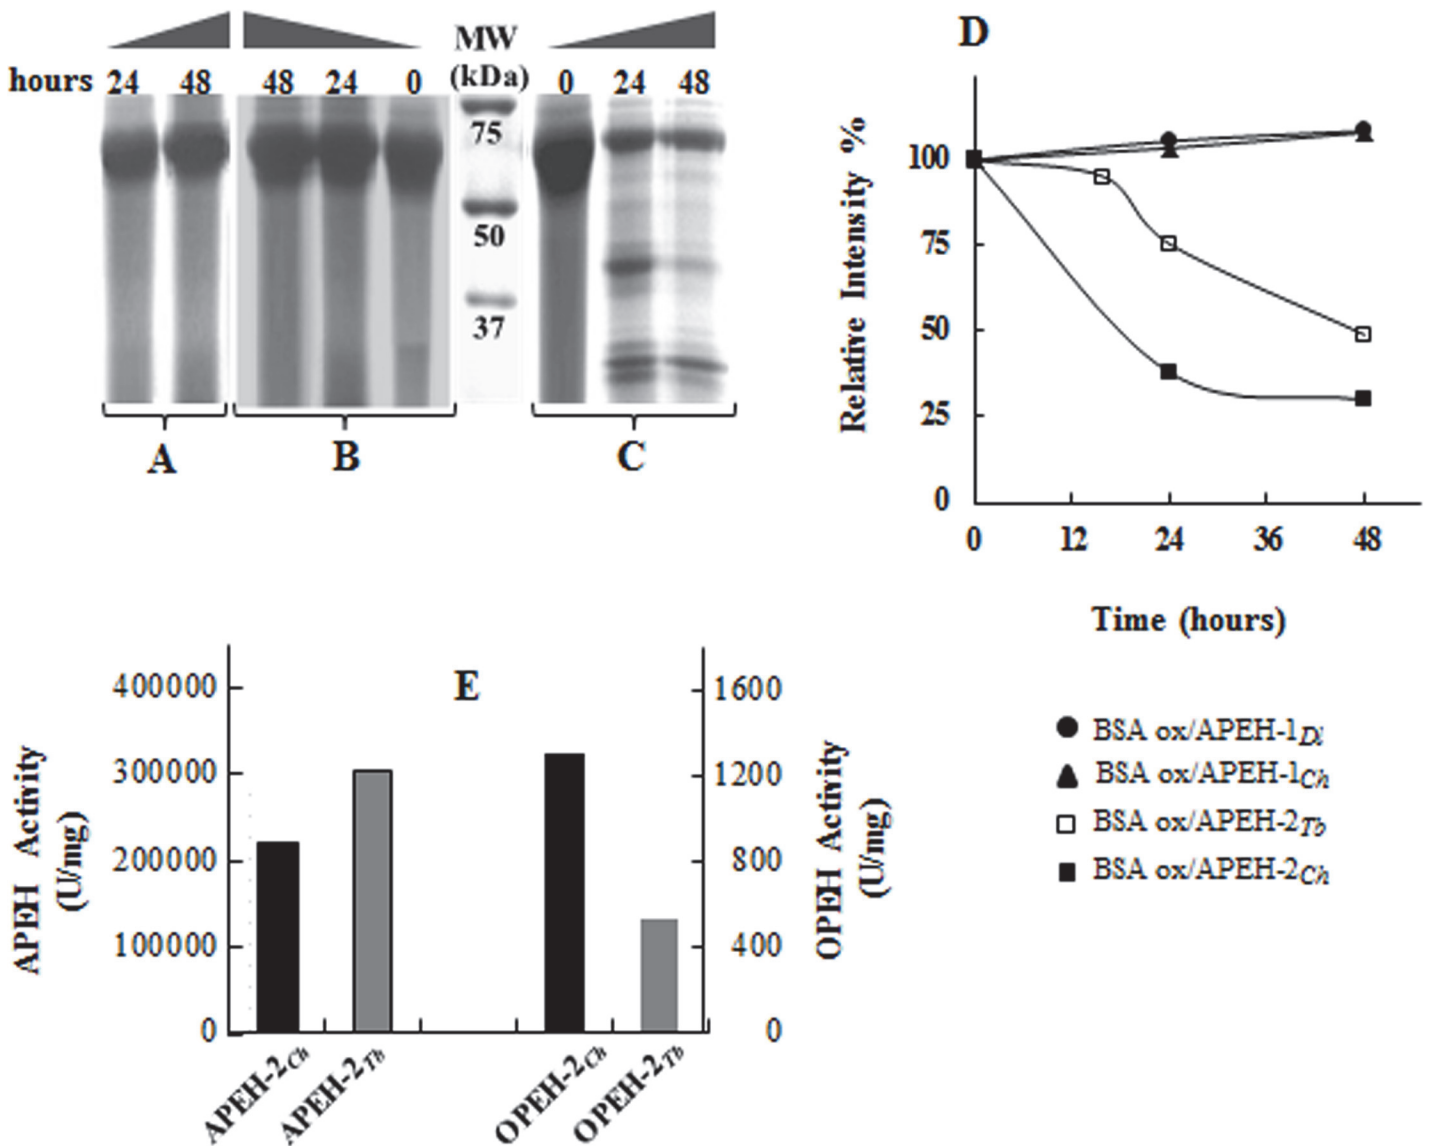 MW
(kDa)
hours 24 48 48 24 0 0 24 48
75
50
37
A B C
D
Relative Intensity %
100
75
50
25
0
0 12 24 36 48
Time (hours)
BSA ox/APEH-1Dl
BSA ox/APEH-1Ch
BSA ox/APEH-2Tb
BSA ox/APEH-2Ch
E
APEH Activity
(U/mg)
400000
300000
200000
100000
0
1600
1200
800
400
0
OPEH Activity
(U/mg)
APEH-2Ch
APEH-2Tb
OPEH-2Ch
OPEH-2Tb